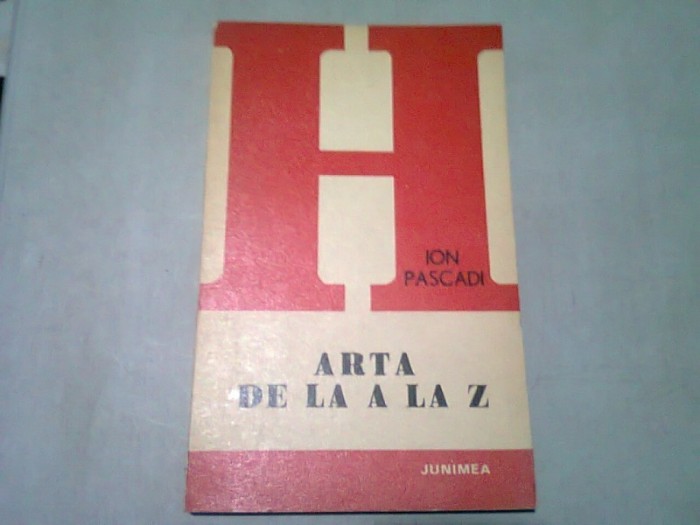 H
ION
PASCADI
ARTA
DE LA A LA Z
JUNIMEA